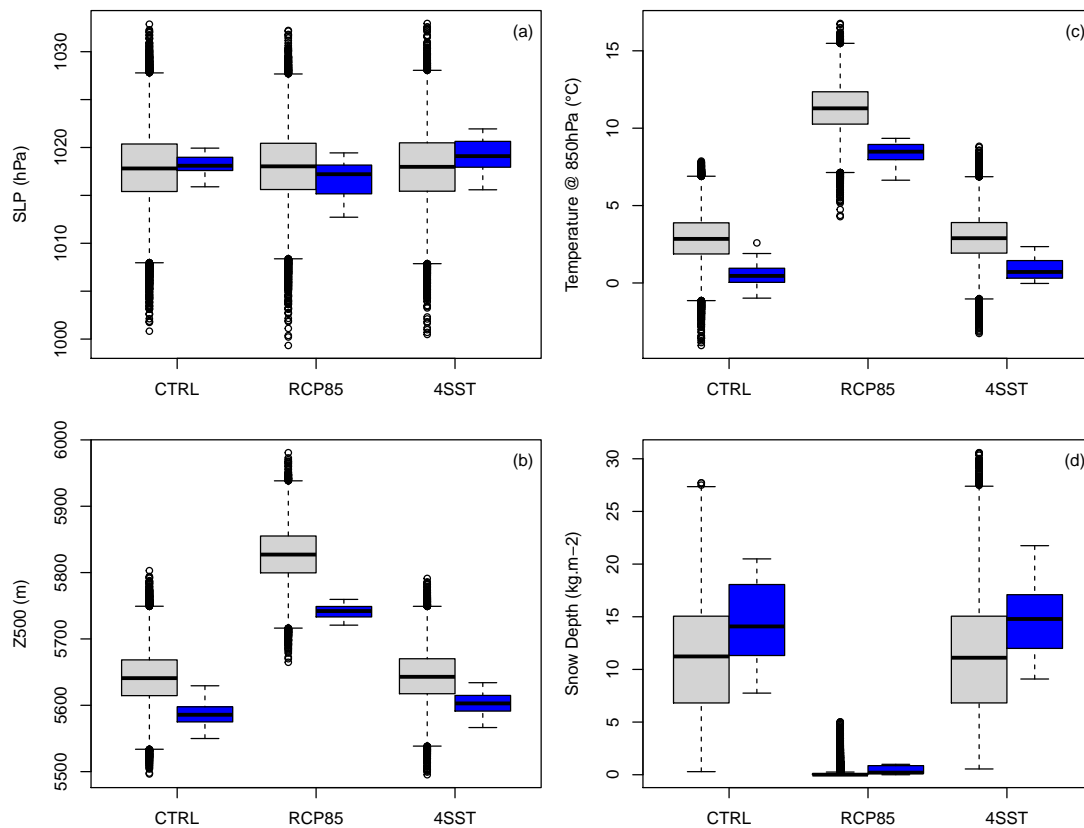 (a)
SLP (hPa)
1030
1020
1010
1000
CTRL RCP85 4SST
(c)
Temperature @ 850hPa (°C)
15
10
5
0
CTRL RCP85 4SST
(b)
Z500 (m)
6000
5900
5800
5700
5600
5500
CTRL RCP85 4SST
(d)
Snow Depth (kg.m−2)
30
25
20
15
10
5
0
CTRL RCP85 4SST